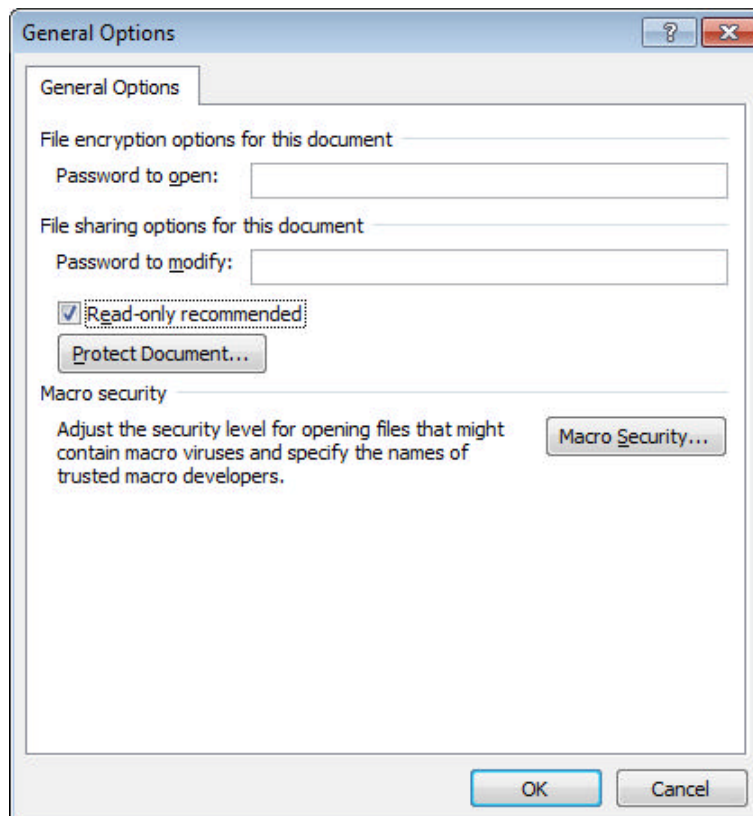 General Options
General Options
File encryption options for this document
Password to open:
File sharing options for this document
Password to modify:
Read-only recommended
Protect Document...
Macro security
Adjust the security level for opening files that might
contain macro viruses and specify the names of
trusted macro developers.
Macro Security...
OK
Cancel